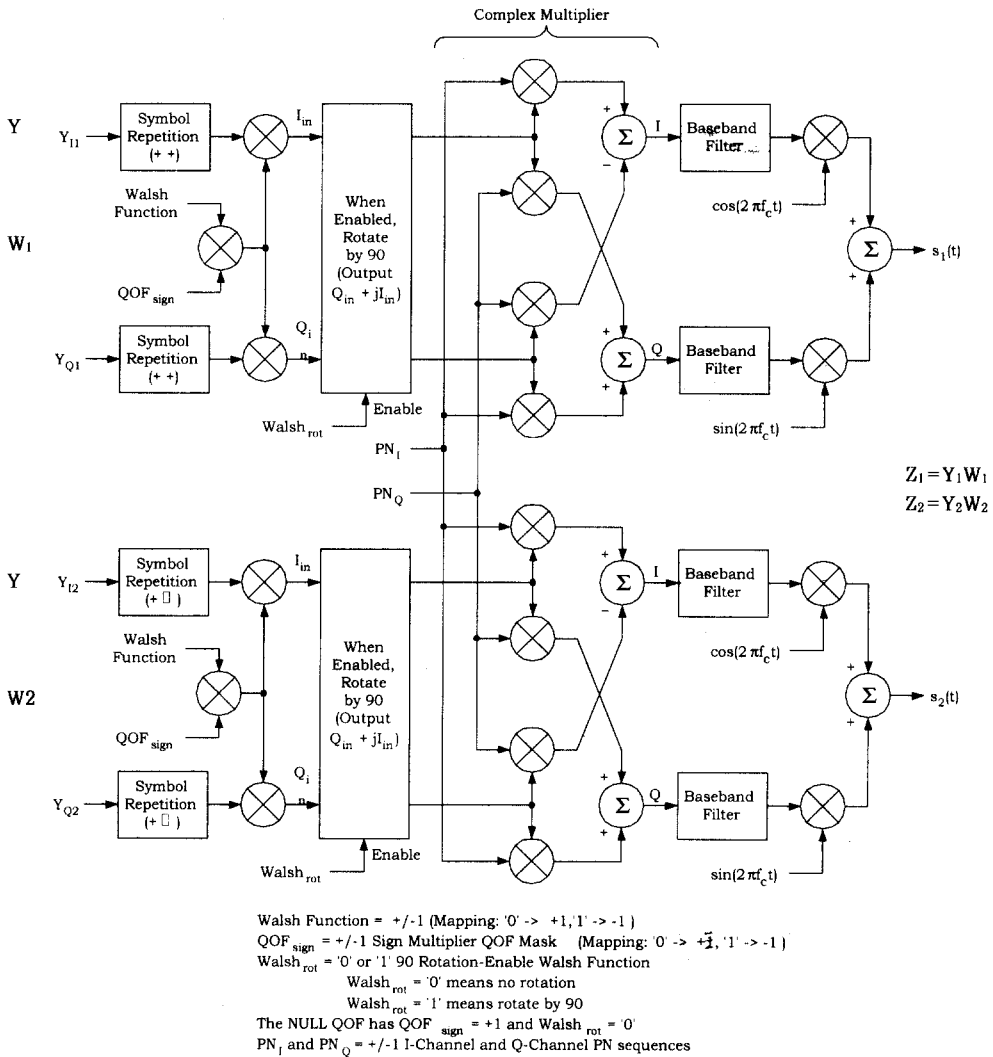 Complex Multiplier
Y
Y_I1
Symbol
Repetition
(+ +)
I_in
Walsh
Function
W1
QOF_sign
Y_Q1
Symbol
Repetition
(+ +)
Q_i
n
When
Enabled,
Rotate
by 90
(Output
Q_in + jI_in)
Walsh_rot
Enable
PN_I
PN_Q
+
−
Σ
I
Baseband
Filter
cos(2πf_c t)
+
+
Σ
Q
Baseband
Filter
sin(2πf_c t)
+
+
Σ
s_1(t)
Z1=Y1W1
Z2=Y2W2
Y
Y_I2
Symbol
Repetition
(+ □ )
I_in
Walsh
Function
W2
QOF_sign
Y_Q2
Symbol
Repetition
(+ □ )
Q_i
n
When
Enabled,
Rotate
by 90
(Output
Q_in + jI_in)
Walsh_rot
Enable
+
−
Σ
I
Baseband
Filter
cos(2πf_c t)
+
+
Σ
Q
Baseband
Filter
sin(2πf_c t)
+
+
Σ
s_2(t)
Walsh Function = +/-1 (Mapping: '0' -> +1, '1' -> -1 )
QOF_sign = +/-1 Sign Multiplier QOF Mask (Mapping: '0' -> +1, '1' -> -1 )
Walsh_rot = '0' or '1' 90 Rotation-Enable Walsh Function
Walsh_rot = '0' means no rotation
Walsh_rot = '1' means rotate by 90
The NULL QOF has QOF_sign = +1 and Walsh_rot = '0'
PN_I and PN_Q = +/-1 I-Channel and Q-Channel PN sequences